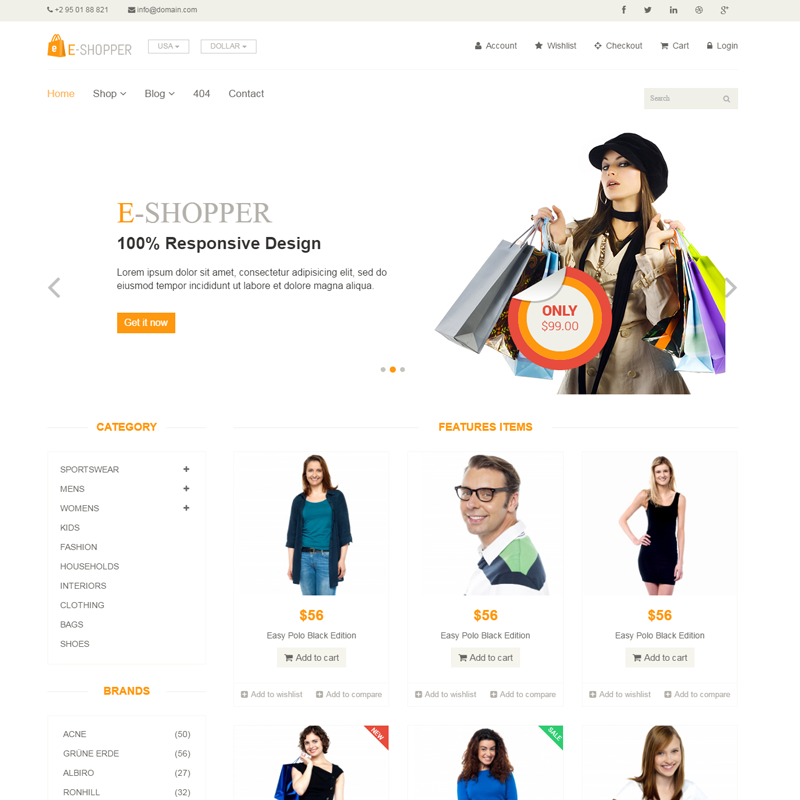 +2 95 01 88 821 info@domain.com
E-SHOPPER USA DOLLAR Account Wishlist Checkout Cart Login
Home Shop Blog 404 Contact Search
E-SHOPPER
100% Responsive Design
Lorem ipsum dolor sit amet, consectetur adipisicing elit, sed do
eiusmod tempor incididunt ut labore et dolore magna aliqua.
Get it now
ONLY
$99.00
CATEGORY
SPORTSWEAR
MENS
WOMENS
KIDS
FASHION
HOUSEHOLDS
INTERIORS
CLOTHING
BAGS
SHOES
BRANDS
ACNE (50)
GRÜNE ERDE (56)
ALBIRO (27)
RONHILL (32)
FEATURES ITEMS
$56 $56 $56
Easy Polo Black Edition Easy Polo Black Edition Easy Polo Black Edition
Add to cart Add to cart Add to cart
Add to wishlist Add to compare Add to wishlist Add to compare Add to wishlist Add to compare
NEW SALE